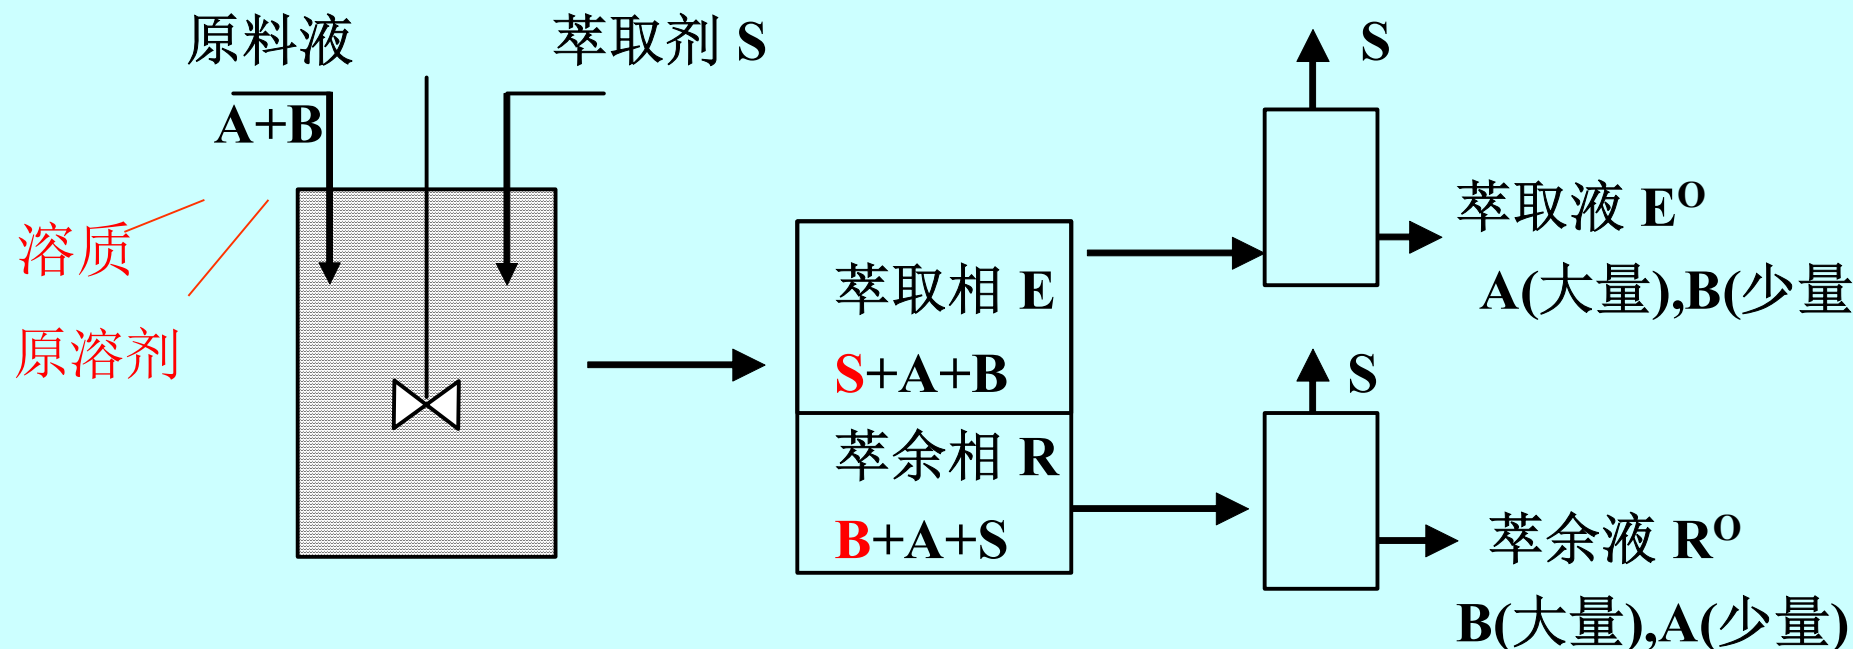 原料液
A+B
萃取剂 S
溶质
原溶剂
萃取相 E
S+A+B
萃余相 R
B+A+S
S
萃取液 E^O
A(大量),B(少量
S
萃余液 R^O
B(大量),A(少量)